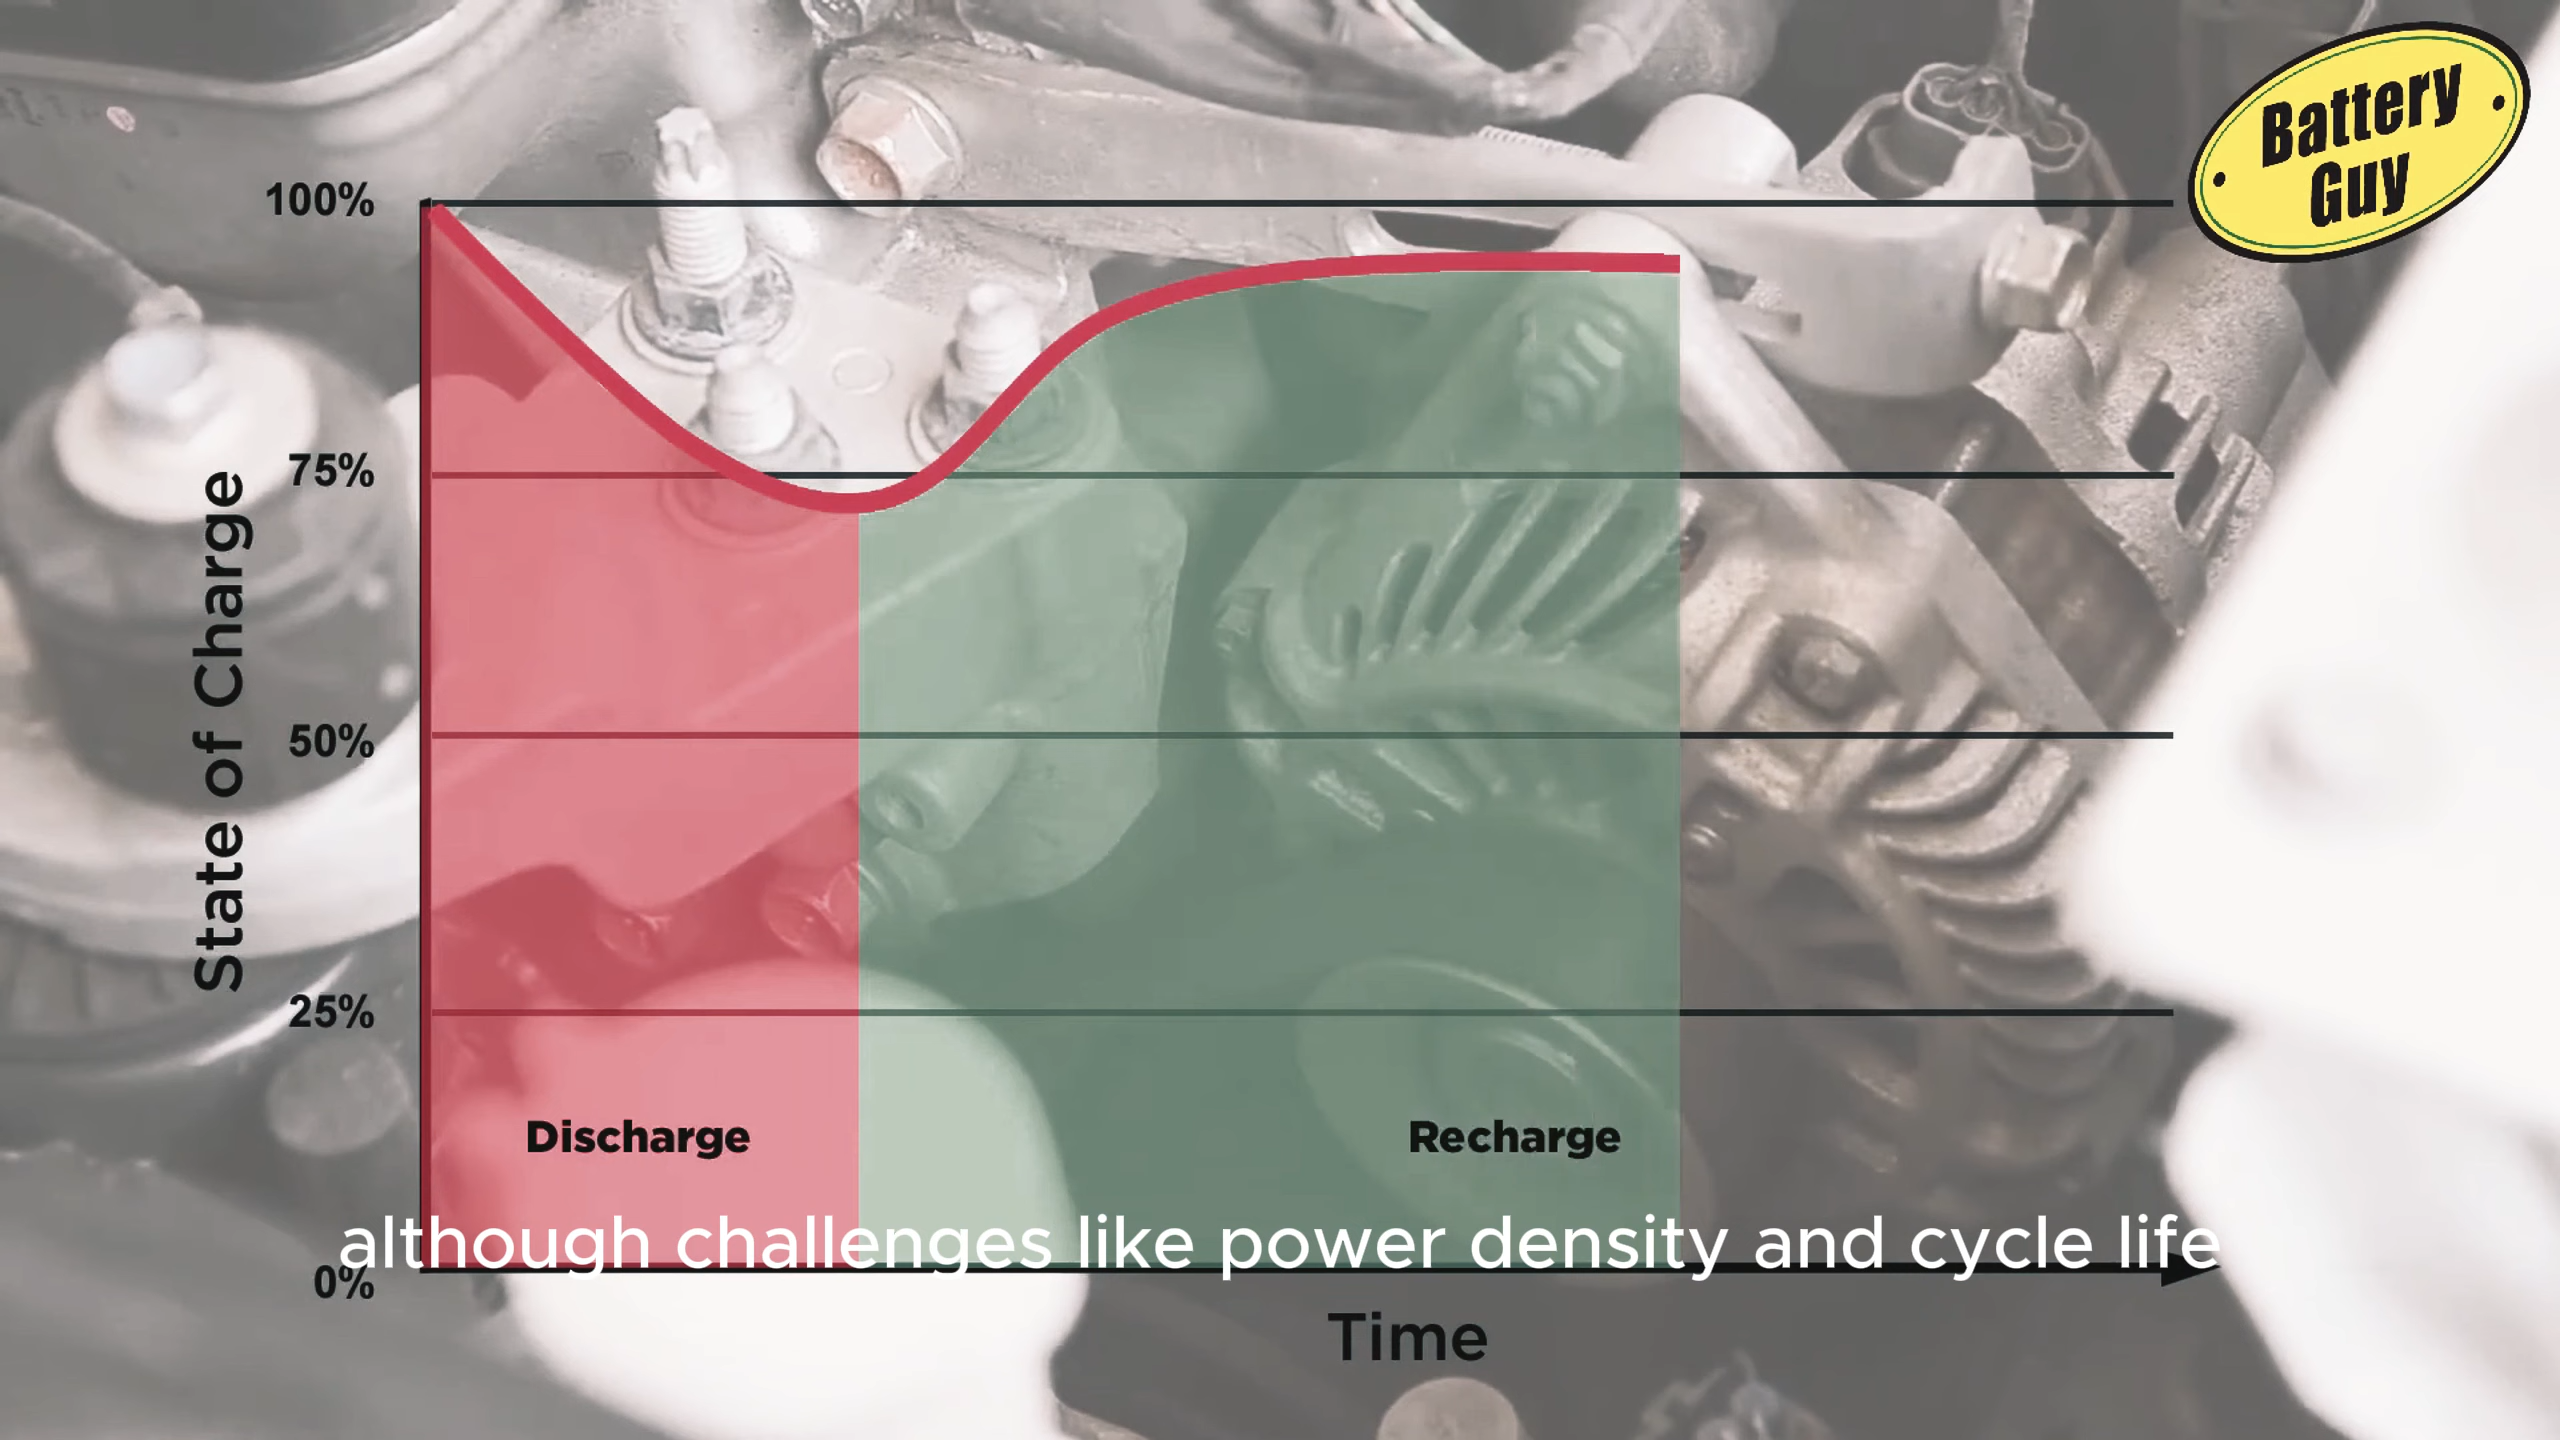 Battery
Guy
100%
75%
50%
25%
0%
State of Charge
Discharge
Recharge
although challenges like power density and cycle life
Time